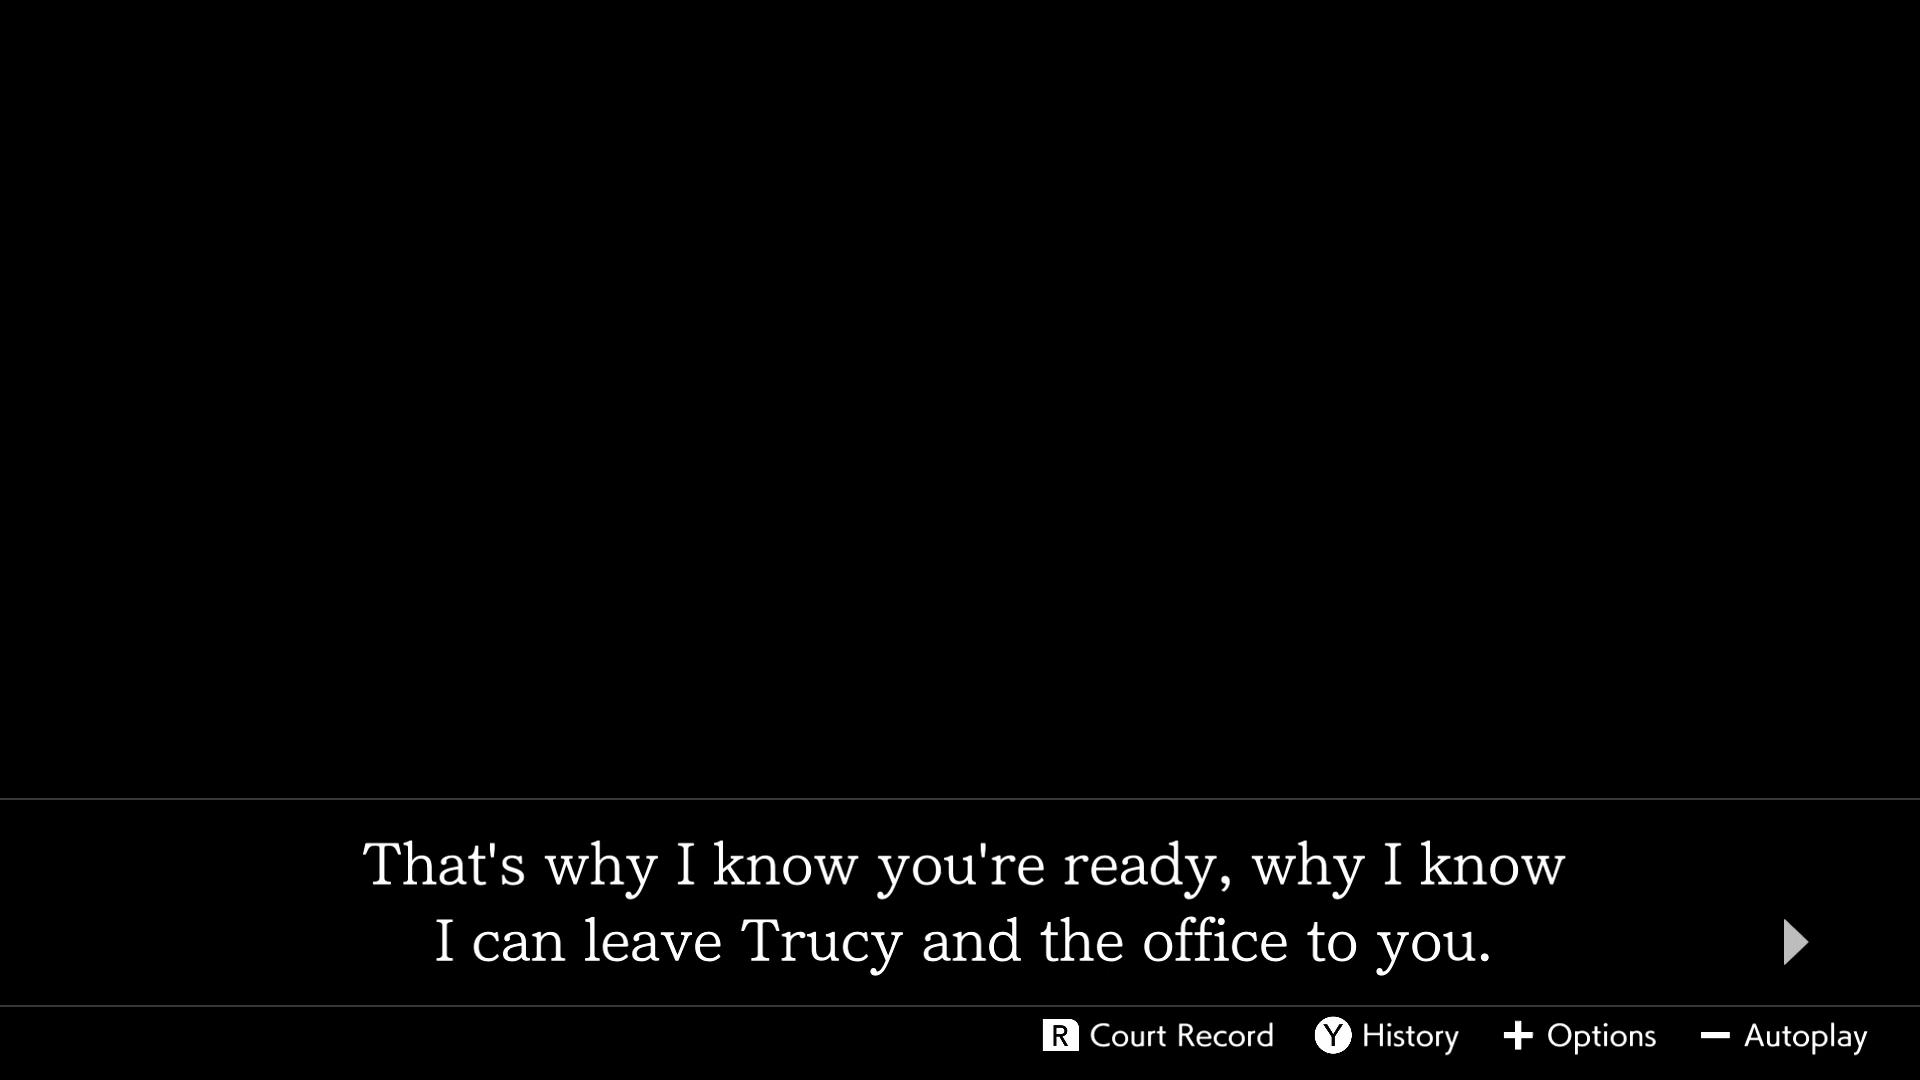 That's why I know you're ready, why I know
I can leave Trucy and the office to you.
R Court Record Y History + Options − Autoplay